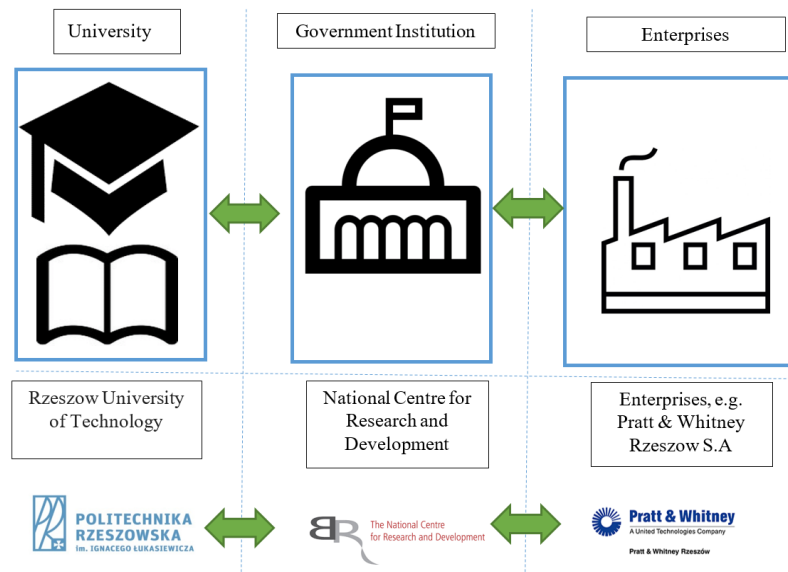 University
Government Institution
Enterprises
Rzeszow University
of Technology
National Centre for
Research and
Development
Enterprises, e.g.
Pratt & Whitney
Rzeszow S.A
POLITECHNIKA
RZESZOWSKA
im. IGNACEGO ŁUKASIEWICZA
BR
The National Centre
for Research and Development
Pratt & Whitney
A United Technologies Company
Pratt & Whitney Rzeszów